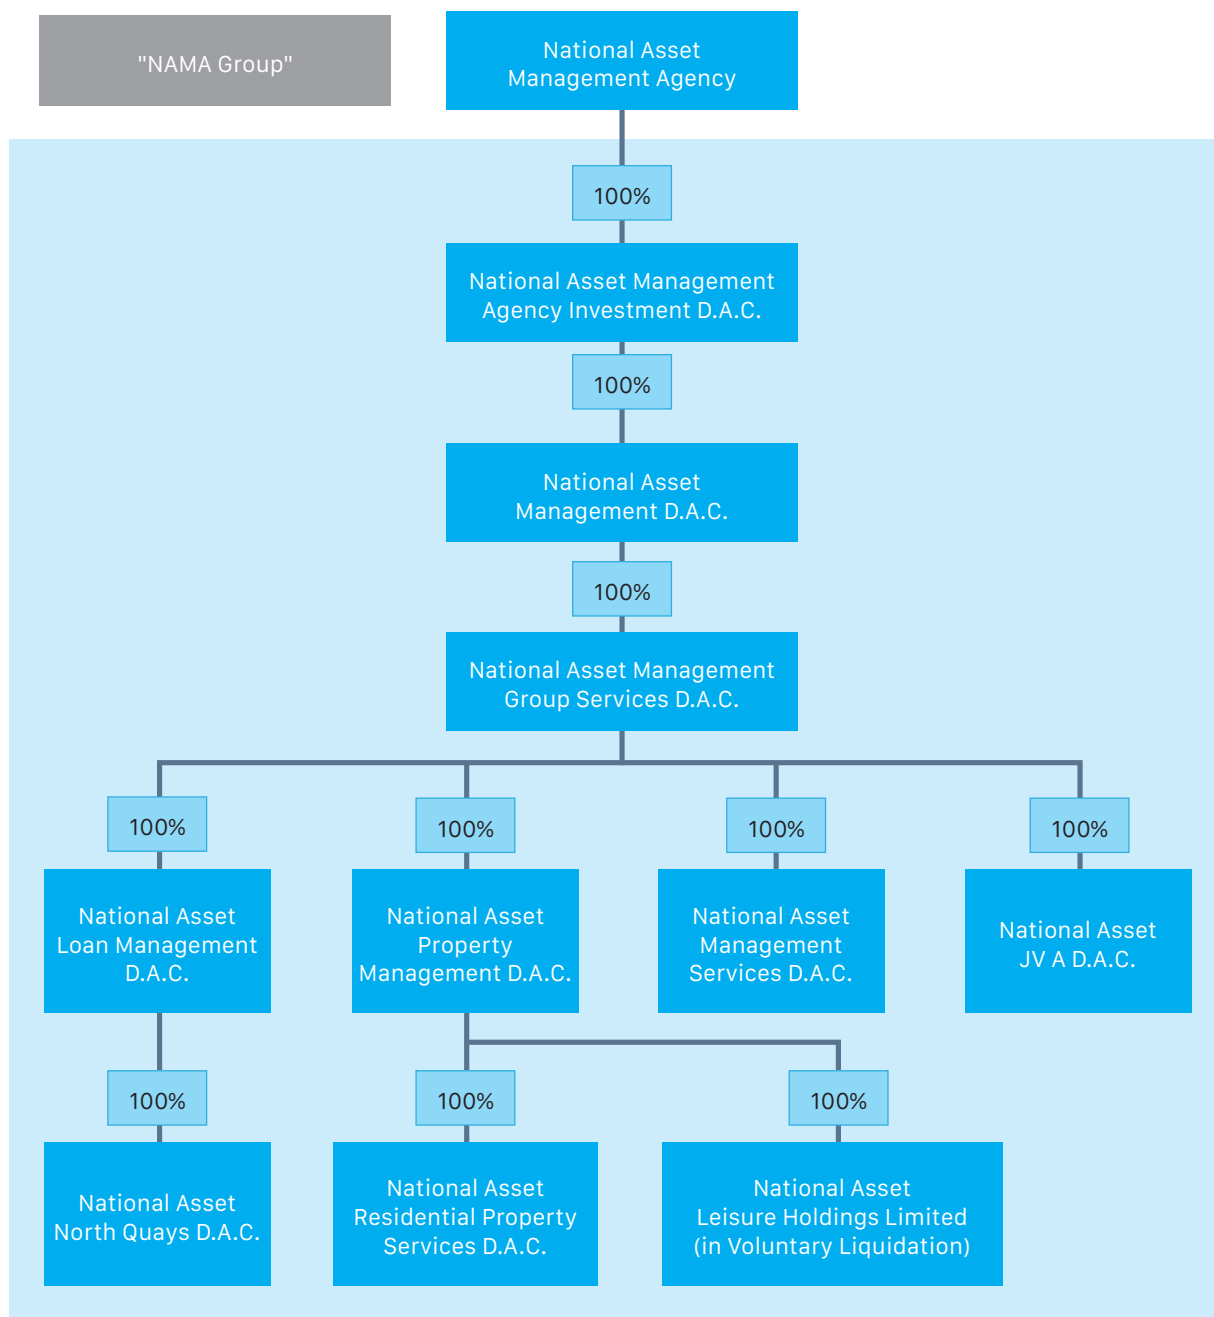 "NAMA Group"
National Asset
Management Agency
100%
National Asset Management
Agency Investment D.A.C.
100%
National Asset
Management D.A.C.
100%
National Asset Management
Group Services D.A.C.
100%
100%
100%
100%
National Asset
Loan Management
D.A.C.
National Asset
Property
Management D.A.C.
National Asset
Management
Services D.A.C.
National Asset
JV A D.A.C.
100%
100%
100%
National Asset
North Quays D.A.C.
National Asset
Residential Property
Services D.A.C.
National Asset
Leisure Holdings Limited
(in Voluntary Liquidation)